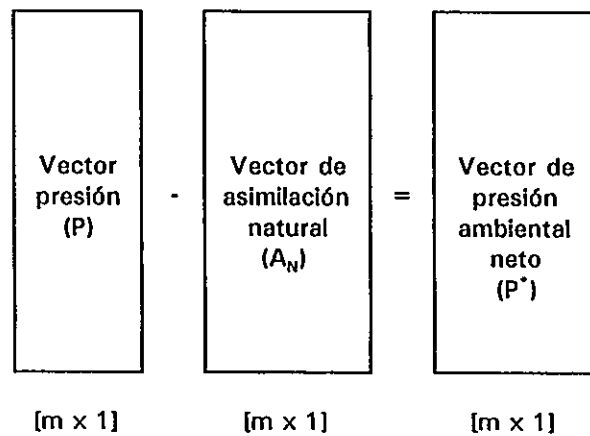 Vector
presión
(P)
-
Vector de
asimilación
natural
(A_N)
=
Vector de
presión
ambiental
neto
(P*)
[m x 1]
[m x 1]
[m x 1]